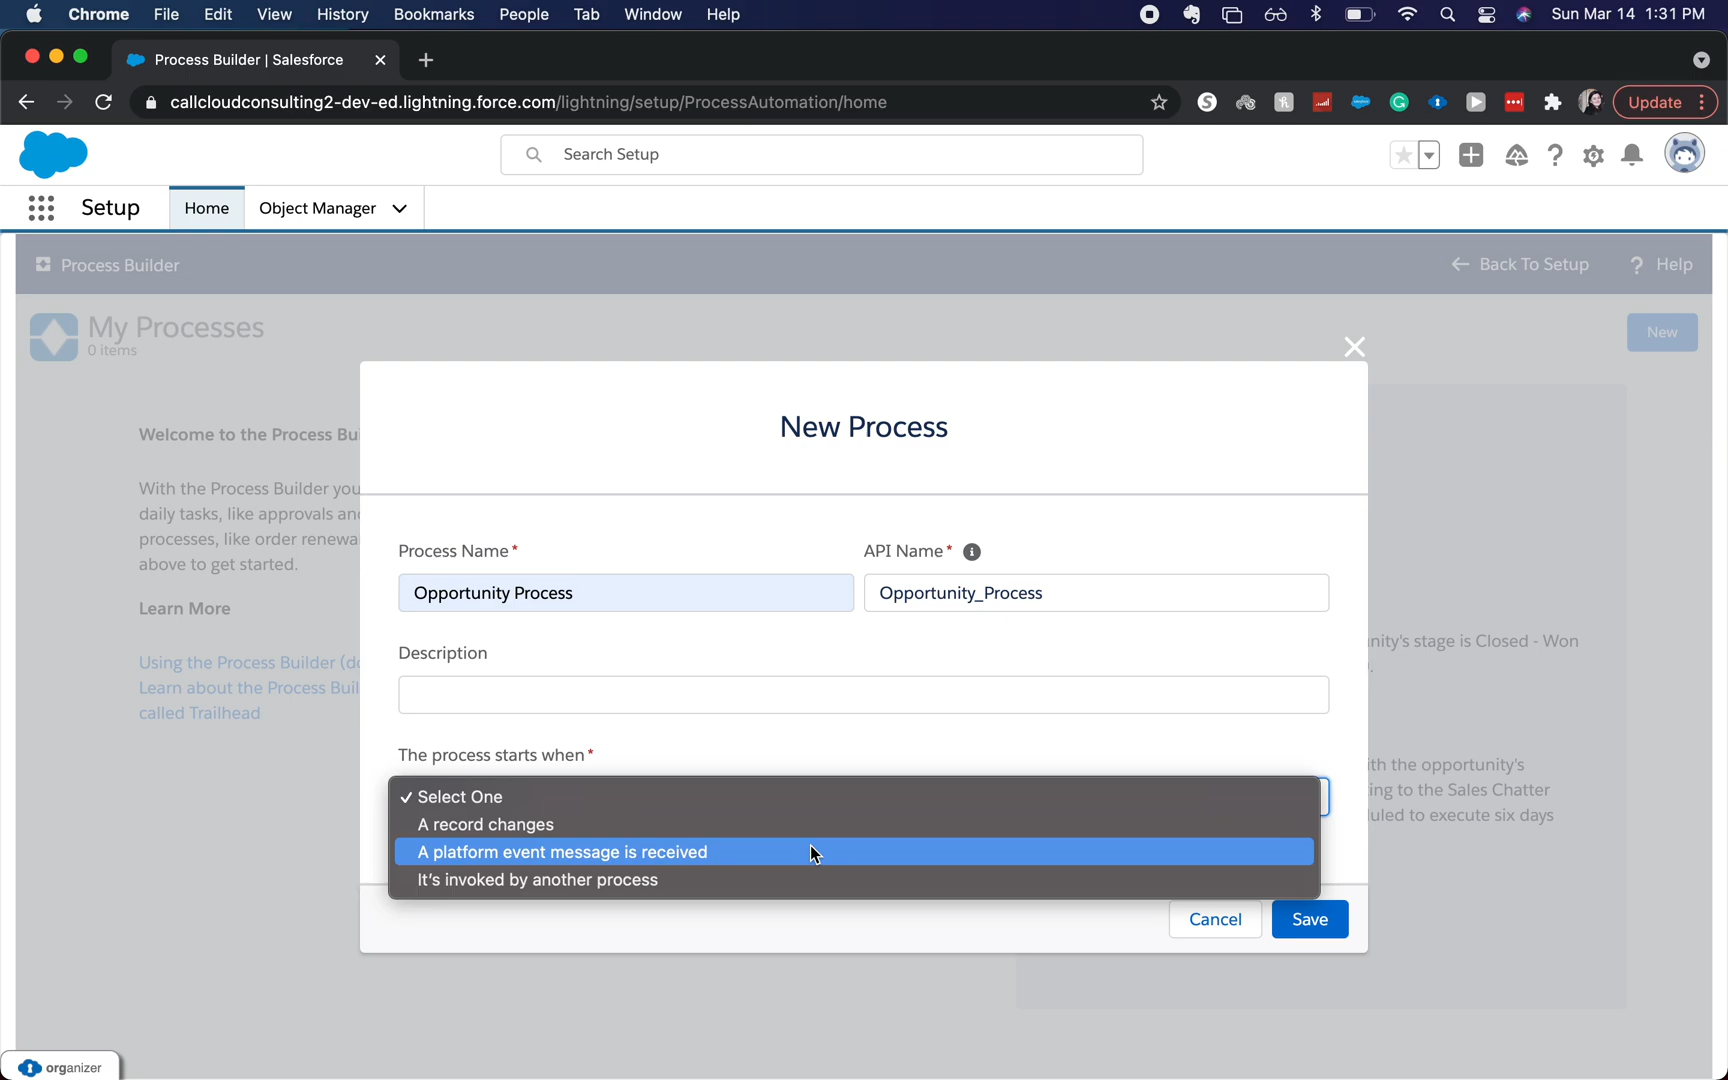 Chrome File Edit View History Bookmarks People Tab Window Help Sun Mar 14 1:31 PM
Process Builder | Salesforce
callcloudconsulting2-dev-ed.lightning.force.com/lightning/setup/ProcessAutomation/home Update
Search Setup
Setup Home Object Manager
Process Builder Back To Setup ? Help
My Processes
0 items
New
New Process
Welcome to the Process Bui
With the Process Builder you
daily tasks, like approvals an
processes, like order renewa
above to get started.
Learn More
Using the Process Builder (do
Learn about the Process Buil
called Trailhead
Process Name* API Name*
Opportunity Process Opportunity_Process
Description
The process starts when*
✓ Select One
A record changes
A platform event message is received
It's invoked by another process
Cancel Save
nity's stage is Closed - Won
ith the opportunity's
ing to the Sales Chatter
uled to execute six days
organizer